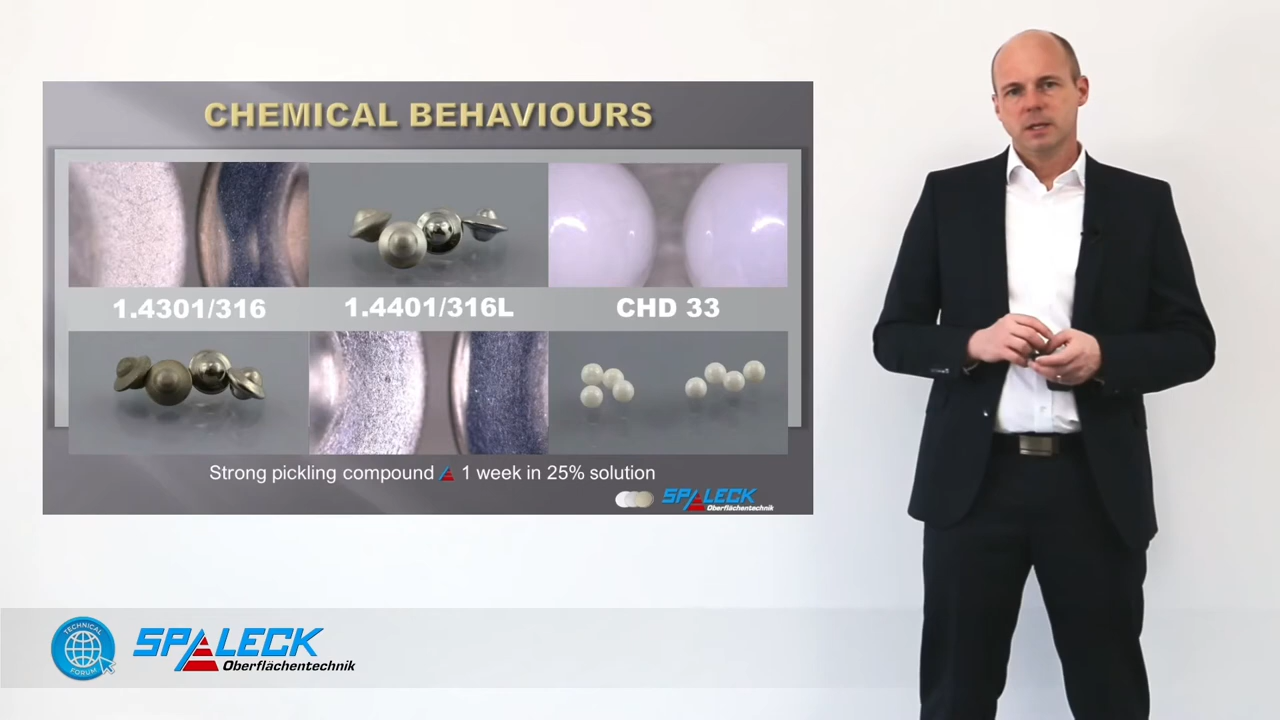 CHEMICAL BEHAVIOURS
1.4301/316
1.4401/316L
CHD 33
Strong pickling compound 1 week in 25% solution
SPALECK
Oberflächentechnik
TECHNICAL
FORUM
SPALECK
Oberflächentechnik